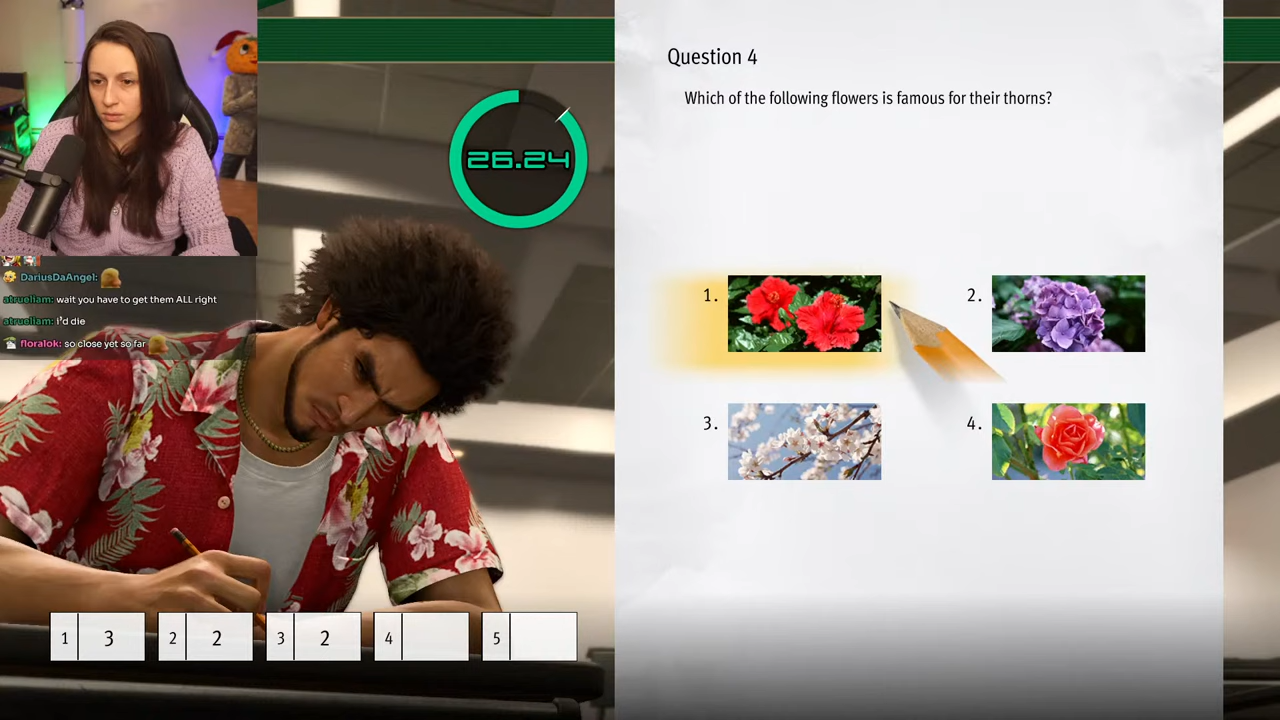 26.24
DariusDaAngel:
atrueliam: wait you have to get them ALL right
atrueliam: i'd die
floralok: so close yet so far
Question 4
Which of the following flowers is famous for their thorns?
1.
2.
3.
4.
1 3 2 2 3 2 4 5